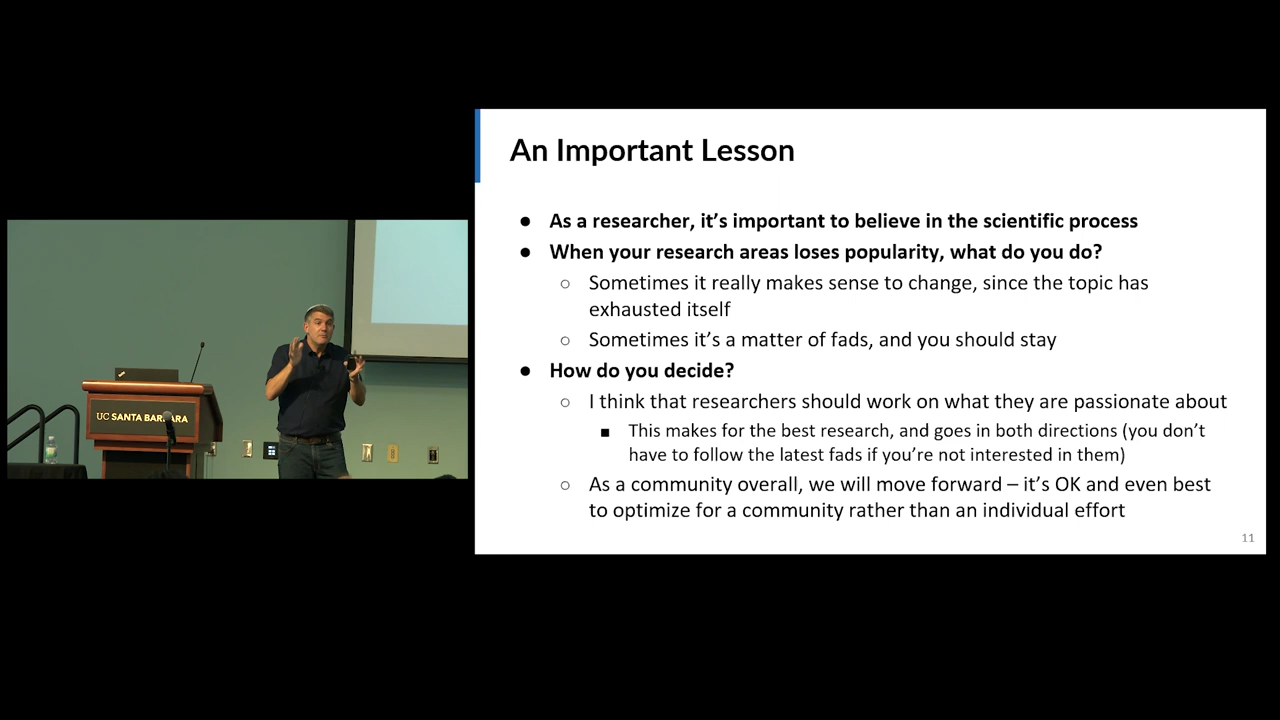 An Important Lesson
● As a researcher, it's important to believe in the scientific process
● When your research areas loses popularity, what do you do?
○ Sometimes it really makes sense to change, since the topic has
exhausted itself
○ Sometimes it's a matter of fads, and you should stay
● How do you decide?
○ I think that researchers should work on what they are passionate about
■ This makes for the best research, and goes in both directions (you don't
have to follow the latest fads if you're not interested in them)
○ As a community overall, we will move forward – it's OK and even best
to optimize for a community rather than an individual effort
11
UC SANTA BARBARA